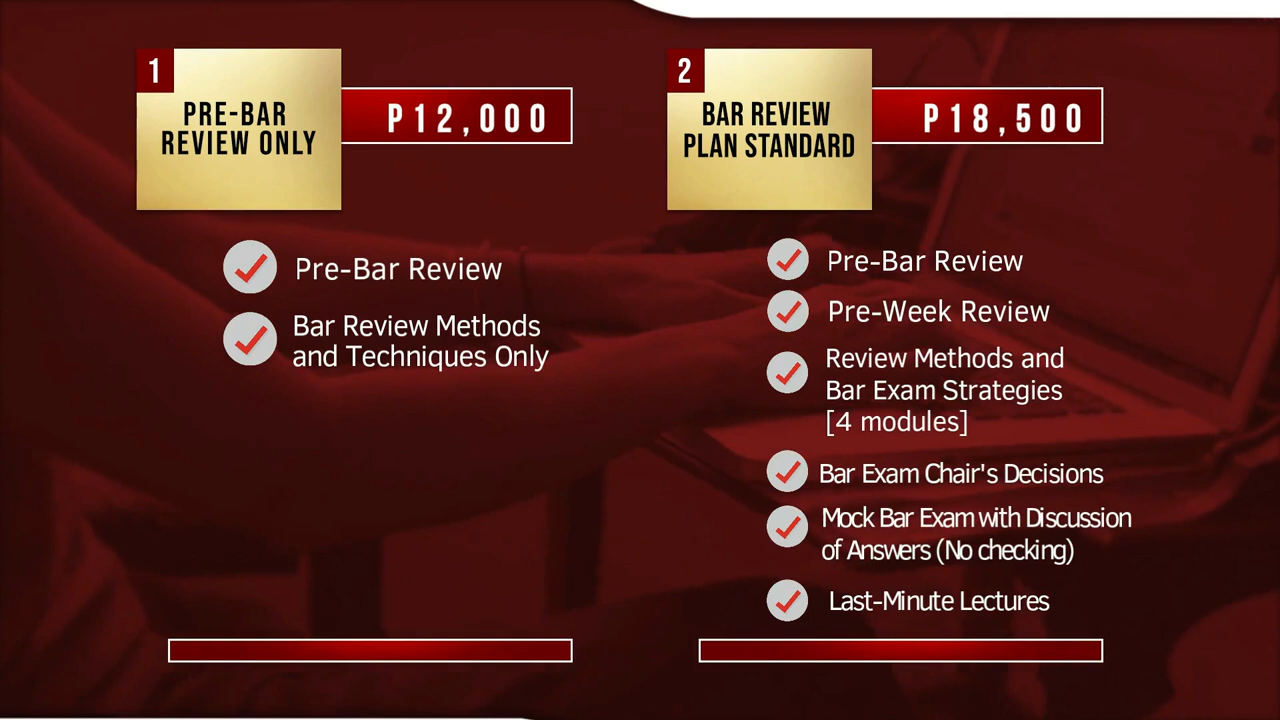 1
PRE-BAR
REVIEW ONLY
P12,000
Pre-Bar Review
Bar Review Methods
and Techniques Only
2
BAR REVIEW
PLAN STANDARD
P18,500
Pre-Bar Review
Pre-Week Review
Review Methods and
Bar Exam Strategies
[4 modules]
Bar Exam Chair's Decisions
Mock Bar Exam with Discussion
of Answers (No checking)
Last-Minute Lectures